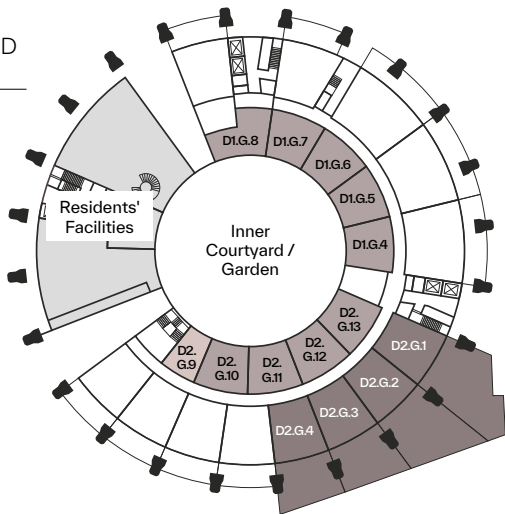 D
D1.G.8
D1.G.7
D1.G.6
D1.G.5
D1.G.4
Residents'
Facilities
Inner
Courtyard /
Garden
D2.
G.13
D2.
G.12
D2.
G.11
D2.
G.10
D2.
G.9
D2.G.1
D2.G.2
D2.G.3
D2.G.4